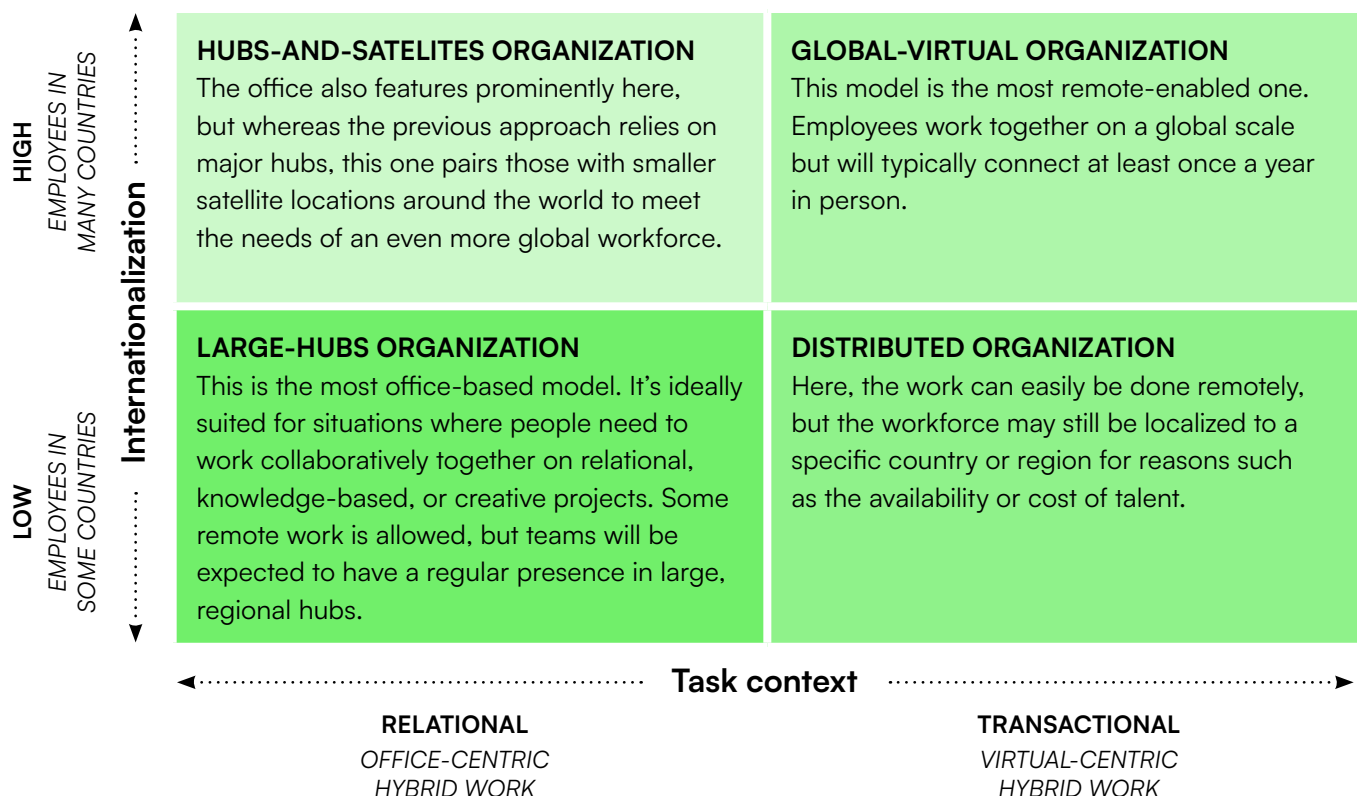 HIGH
EMPLOYEES IN
MANY COUNTRIES
Internationalization
LOW
EMPLOYEES IN
SOME COUNTRIES
HUBS-AND-SATELITES ORGANIZATION
The office also features prominently here,
but whereas the previous approach relies on
major hubs, this one pairs those with smaller
satellite locations around the world to meet
the needs of an even more global workforce.
GLOBAL-VIRTUAL ORGANIZATION
This model is the most remote-enabled one.
Employees work together on a global scale
but will typically connect at least once a year
in person.
LARGE-HUBS ORGANIZATION
This is the most office-based model. It’s ideally
suited for situations where people need to
work collaboratively together on relational,
knowledge-based, or creative projects. Some
remote work is allowed, but teams will be
expected to have a regular presence in large,
regional hubs.
DISTRIBUTED ORGANIZATION
Here, the work can easily be done remotely,
but the workforce may still be localized to a
specific country or region for reasons such
as the availability or cost of talent.
Task context
RELATIONAL
OFFICE-CENTRIC
HYBRID WORK
TRANSACTIONAL
VIRTUAL-CENTRIC
HYBRID WORK